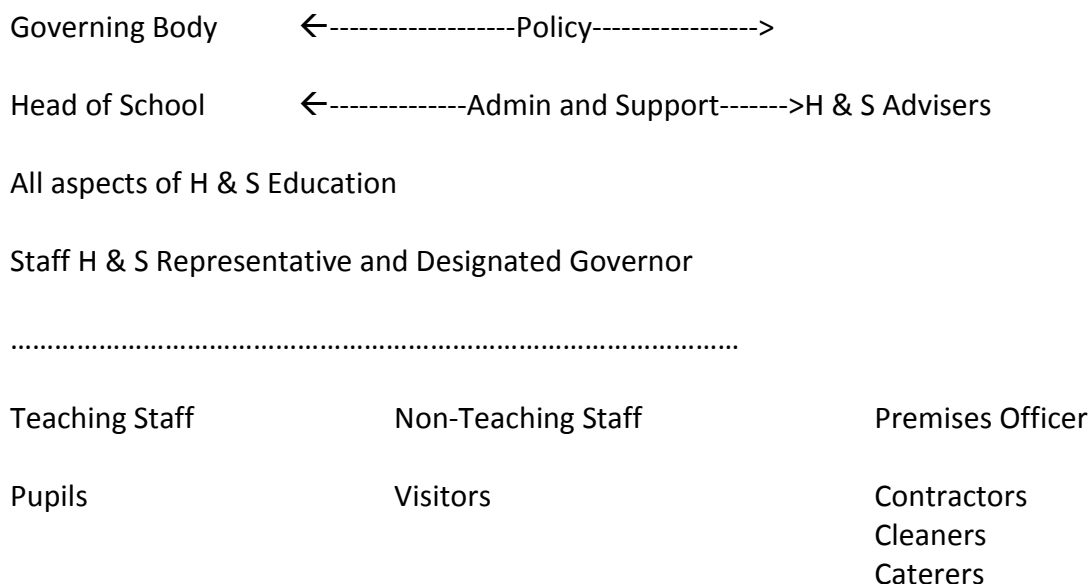 Governing Body ←-------------------Policy----------------->
Head of School ←--------------Admin and Support------->H & S Advisers
All aspects of H & S Education
Staff H & S Representative and Designated Governor
………………………………………………………………………………………
Teaching Staff Non-Teaching Staff Premises Officer
Pupils Visitors Contractors
Cleaners
Caterers